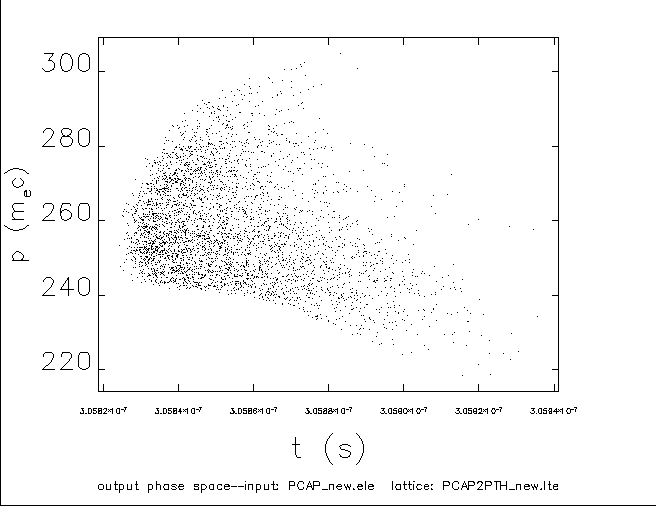 300
280
260
240
220
p (mₑc)
3.0582×10⁻⁷ 3.0584×10⁻⁷ 3.0586×10⁻⁷ 3.0588×10⁻⁷ 3.0590×10⁻⁷ 3.0592×10⁻⁷ 3.0594×10⁻⁷
t (s)
output phase space--input: PCAP_new.ele lattice: PCAP2PTH_new.lte